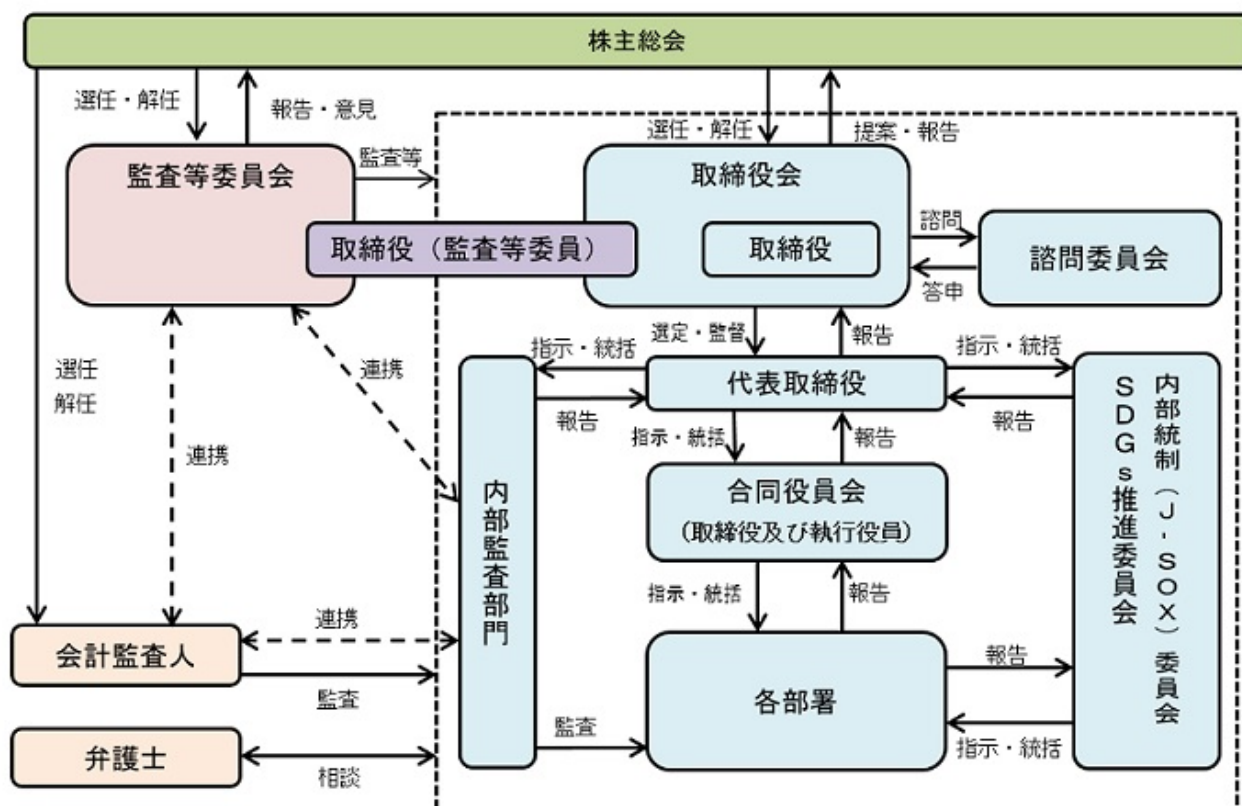 株主総会
選任・解任
報告・意見
選任・解任
提案・報告
監査等委員会
監査等
取締役会
取締役（監査等委員）
取締役
諮問
答申
諮問委員会
選定・監督
報告
指示・統括
指示・統括
代表取締役
報告
報告
選任
解任
連携
連携
指示・統括
報告
合同役員会
（取締役及び執行役員）
内部監査部門
内部統制（J-SOX）委員会
SDGs推進委員会
指示・統括
報告
連携
会計監査人
監査
各部署
報告
監査
指示・統括
弁護士
相談